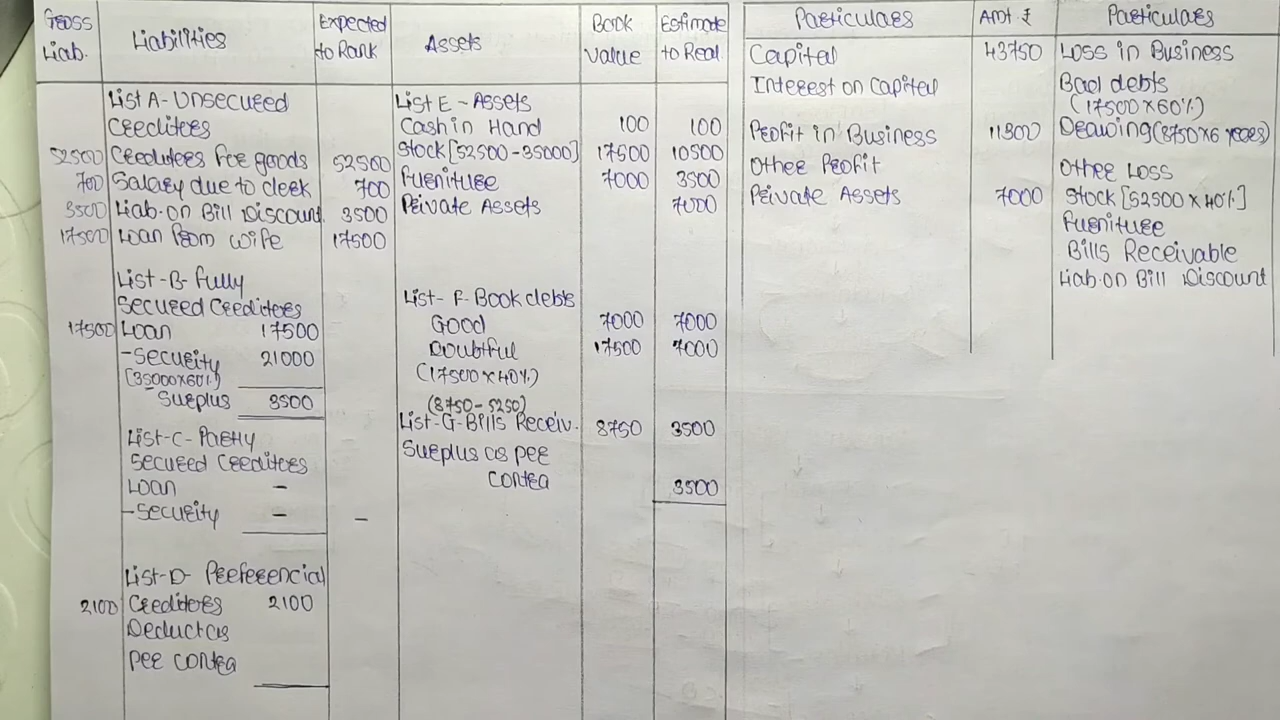 Gross Liab. Liabilities Expected to Rank Assets Book Value Estimate to Real.
List A - Unsecured Creditors
52500 Creditors for goods 52500
700 Salary due to clerk 700
3500 Liab. on Bill Discount 3500
17500 Loan from wife 17500
List-B- Fully Secured Creditors
17500 Loan 17500
- Security 21000
(35000x60%)
Surplus 3500
List-C- Partly Secured Creditors
Loan -
- Security - -
List-D- Preferencial
2100 Creditors 2100
Deduct as
per contra
List E - Assets
Cash in Hand 100 100
Stock [52500-35000] 17500 10500
Furniture 7000 3500
Private Assets 7000
List- F- Book debts
Good 7000 7000
Doubtful 17500 7000
(17500 x 40%)
(8750-5250)
List-G-Bills Receiv. 8750 3500
Surplus as per
contra 3500
Particulars Amt ₹ Particulars
Capital 43750 Loss in Business
Interest on Capital Bad debts
(17500x60%)
Profit in Business 11800 Drawing (8750x6 years)
Other Profit Other Loss
Private Assets 7000 Stock [52500 x 40%]
Furniture
Bills Receivable
Liab. on Bill Discount